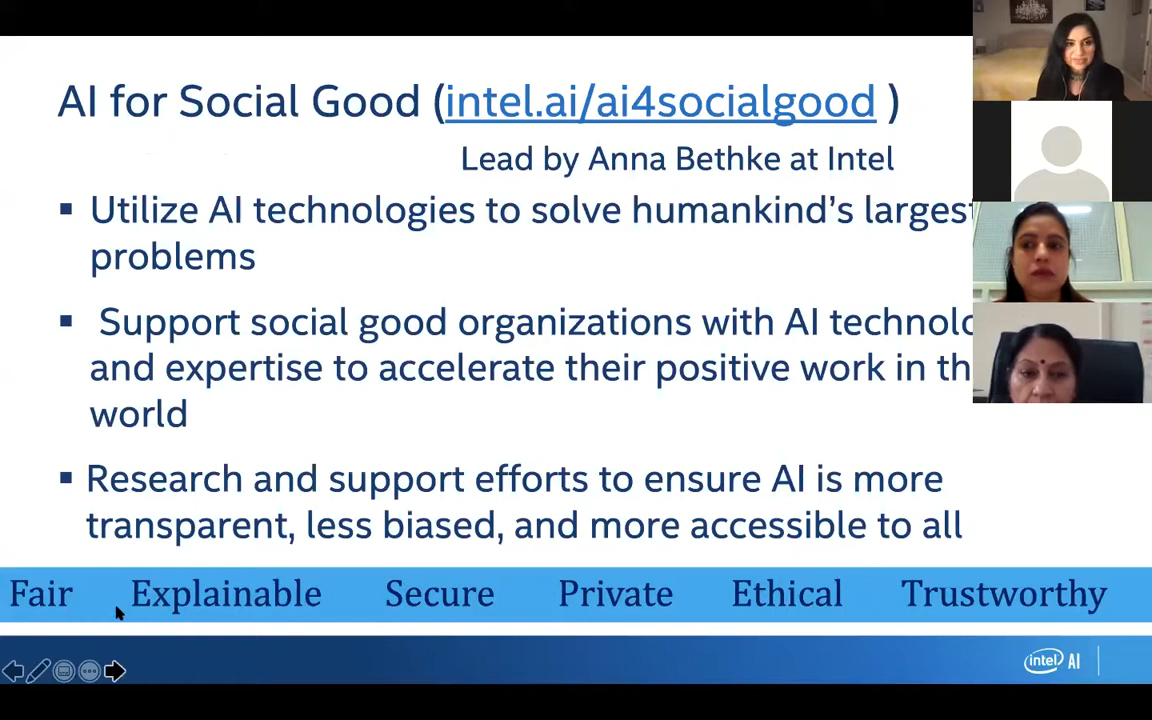 AI for Social Good (intel.ai/ai4socialgood )
Lead by Anna Bethke at Intel
▪ Utilize AI technologies to solve humankind's largest
problems
▪ Support social good organizations with AI technolo
and expertise to accelerate their positive work in th
world
▪ Research and support efforts to ensure AI is more
transparent, less biased, and more accessible to all
Fair Explainable Secure Private Ethical Trustworthy
intel AI